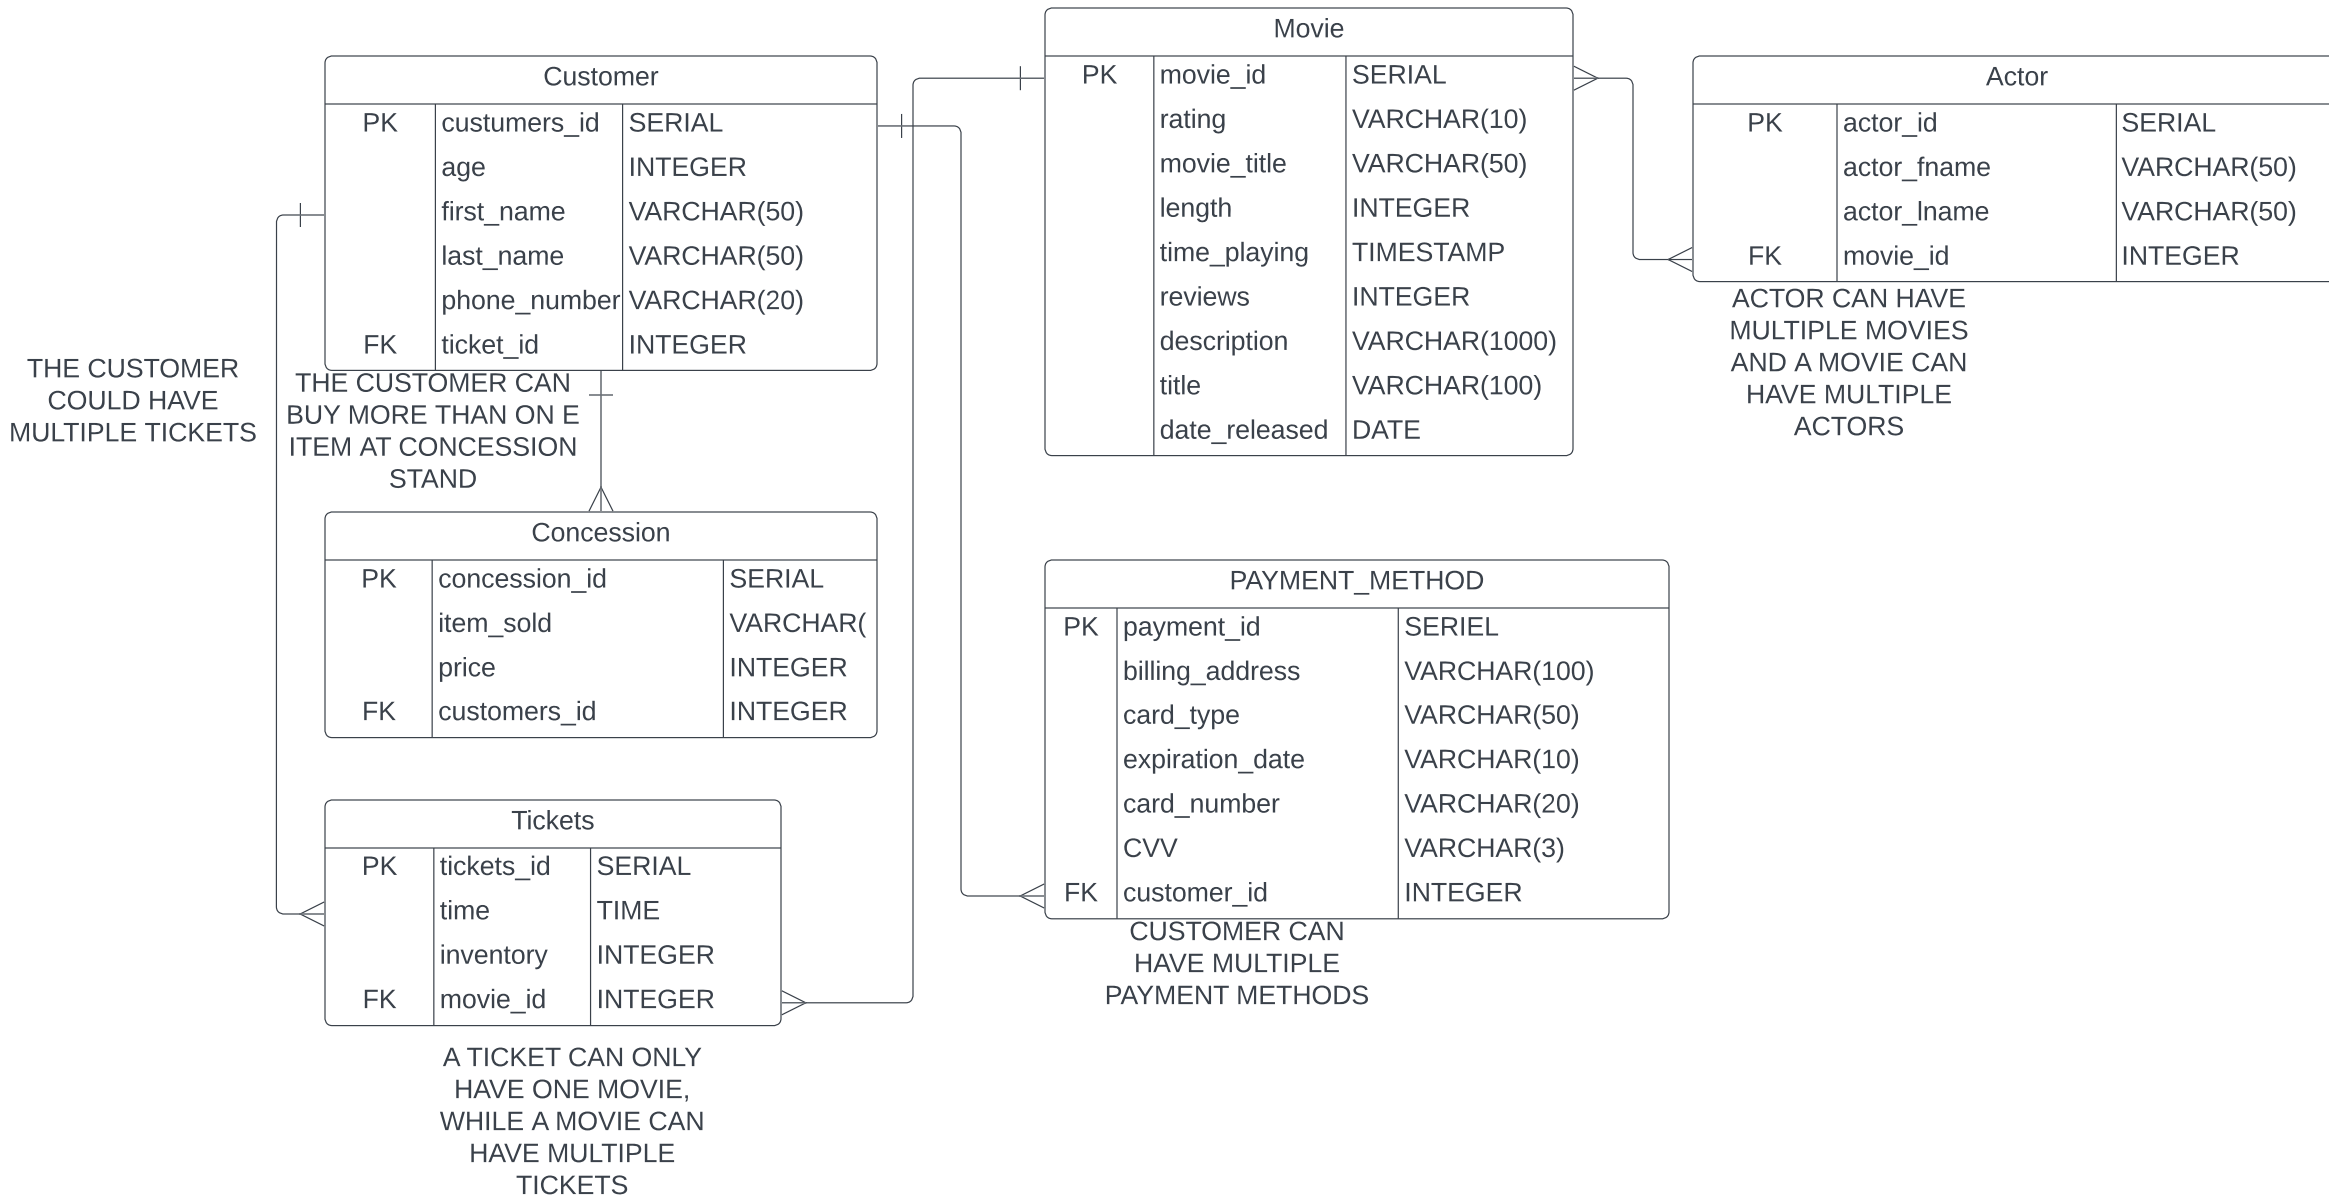 Customer
PK custumers_id SERIAL
age INTEGER
first_name VARCHAR(50)
last_name VARCHAR(50)
phone_number VARCHAR(20)
FK ticket_id INTEGER
THE CUSTOMER
COULD HAVE
MULTIPLE TICKETS
THE CUSTOMER CAN
BUY MORE THAN ON E
ITEM AT CONCESSION
STAND
Concession
PK concession_id SERIAL
item_sold VARCHAR(
price INTEGER
FK customers_id INTEGER
Tickets
PK tickets_id SERIAL
time TIME
inventory INTEGER
FK movie_id INTEGER
A TICKET CAN ONLY
HAVE ONE MOVIE,
WHILE A MOVIE CAN
HAVE MULTIPLE
TICKETS
Movie
PK movie_id SERIAL
rating VARCHAR(10)
movie_title VARCHAR(50)
length INTEGER
time_playing TIMESTAMP
reviews INTEGER
description VARCHAR(1000)
title VARCHAR(100)
date_released DATE
PAYMENT_METHOD
PK payment_id SERIEL
billing_address VARCHAR(100)
card_type VARCHAR(50)
expiration_date VARCHAR(10)
card_number VARCHAR(20)
CVV VARCHAR(3)
FK customer_id INTEGER
CUSTOMER CAN
HAVE MULTIPLE
PAYMENT METHODS
Actor
PK actor_id SERIAL
actor_fname VARCHAR(50)
actor_lname VARCHAR(50)
FK movie_id INTEGER
ACTOR CAN HAVE
MULTIPLE MOVIES
AND A MOVIE CAN
HAVE MULTIPLE
ACTORS